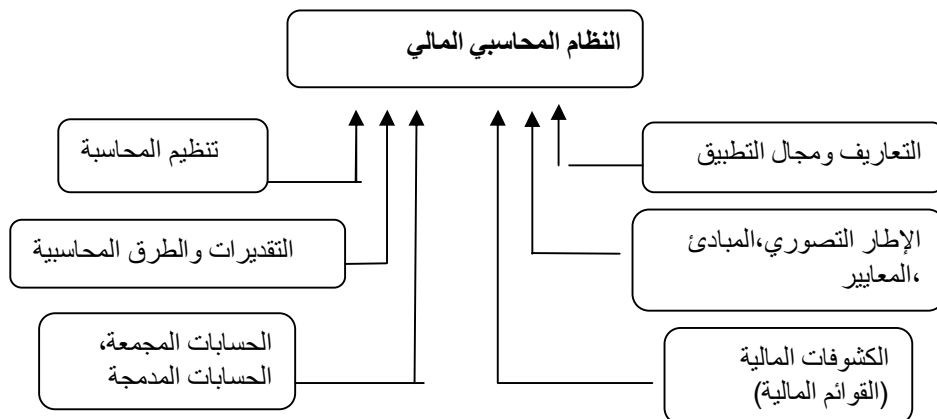 النظام المحاسبي المالي
التعاريف ومجال التطبيق
تنظيم المحاسبة
الإطار التصوري،المبادئ
،المعايير
التقديرات والطرق المحاسبية
الكشوفات المالية
(القوائم المالية)
الحسابات المجمعة،
الحسابات المدمجة